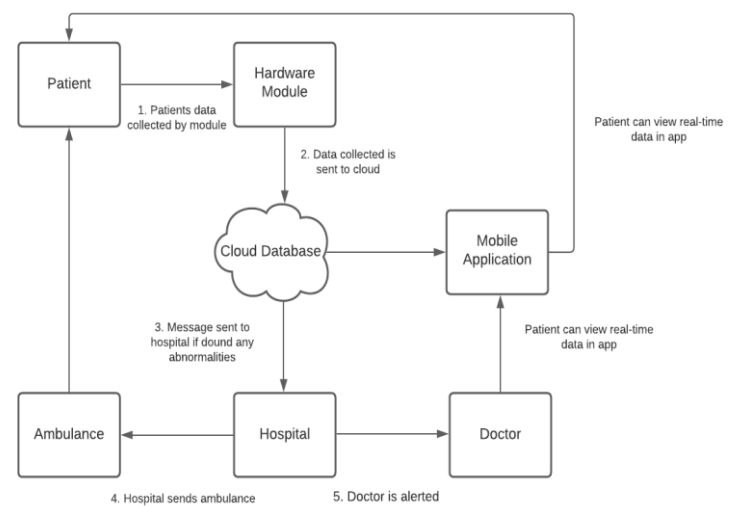 Patient
Hardware
Module
1. Patients data
collected by module
Patient can view real-time
data in app
2. Data collected is
sent to cloud
Cloud Database
Mobile
Application
3. Message sent to
hospital if dound any
abnormalities
Patient can view real-time
data in app
Ambulance
Hospital
Doctor
4. Hospital sends ambulance
5. Doctor is alerted